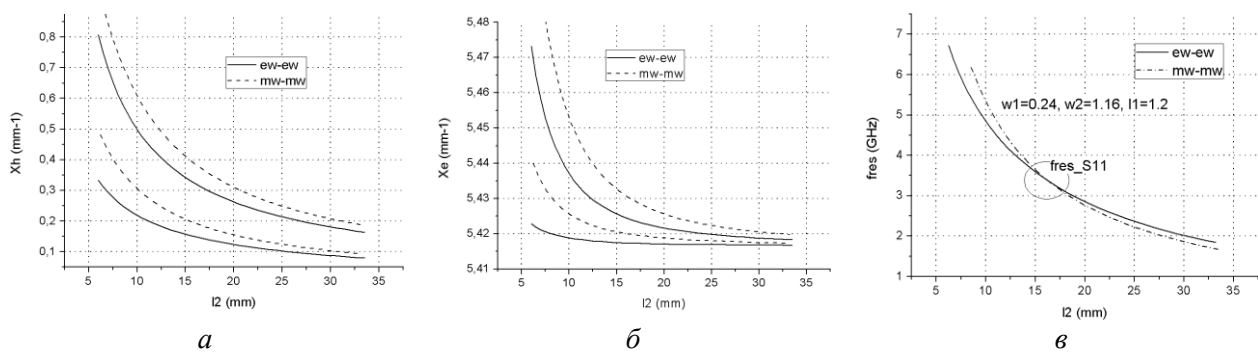 0,8
0,7
0,6
0,5
0,4
0,3
0,2
0,1
Xh (mm-1)
ew-ew
mw-mw
5 10 15 20 25 30 35
l2 (mm)
а
5,48
5,47
5,46
5,45
5,44
5,43
5,42
5,41
Xe (mm-1)
ew-ew
mw-mw
5 10 15 20 25 30 35
l2 (mm)
б
7
6
5
4
3
2
1
fres (GHz)
ew-ew
mw-mw
w1=0.24, w2=1.16, l1=1.2
fres_S11
5 10 15 20 25 30 35
l2 (mm)
в